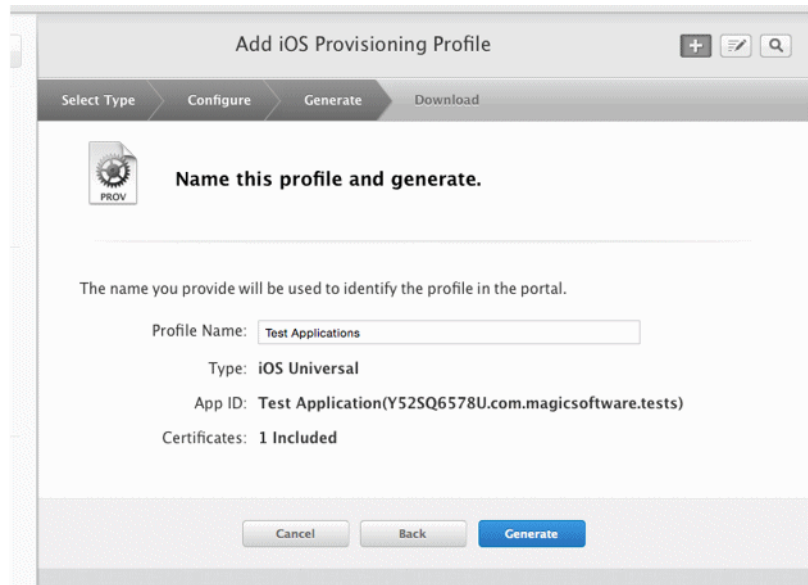 Add iOS Provisioning Profile
Select Type Configure Generate Download
PROV
Name this profile and generate.
The name you provide will be used to identify the profile in the portal.
Profile Name: Test Applications
Type: iOS Universal
App ID: Test Application(Y52SQ6578U.com.magicsoftware.tests)
Certificates: 1 Included
Cancel Back Generate